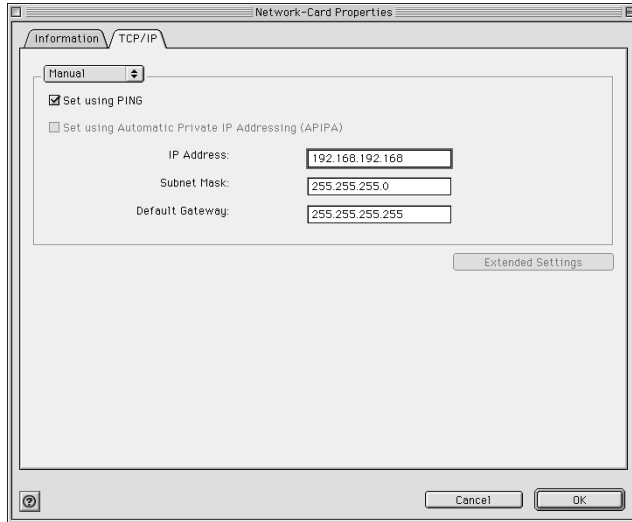 Network-Card Properties
Information
TCP/IP
Manual
Set using PING
Set using Automatic Private IP Addressing (APIPA)
IP Address: 192.168.192.168
Subnet Mask: 255.255.255.0
Default Gateway: 255.255.255.255
Extended Settings
?
Cancel
OK